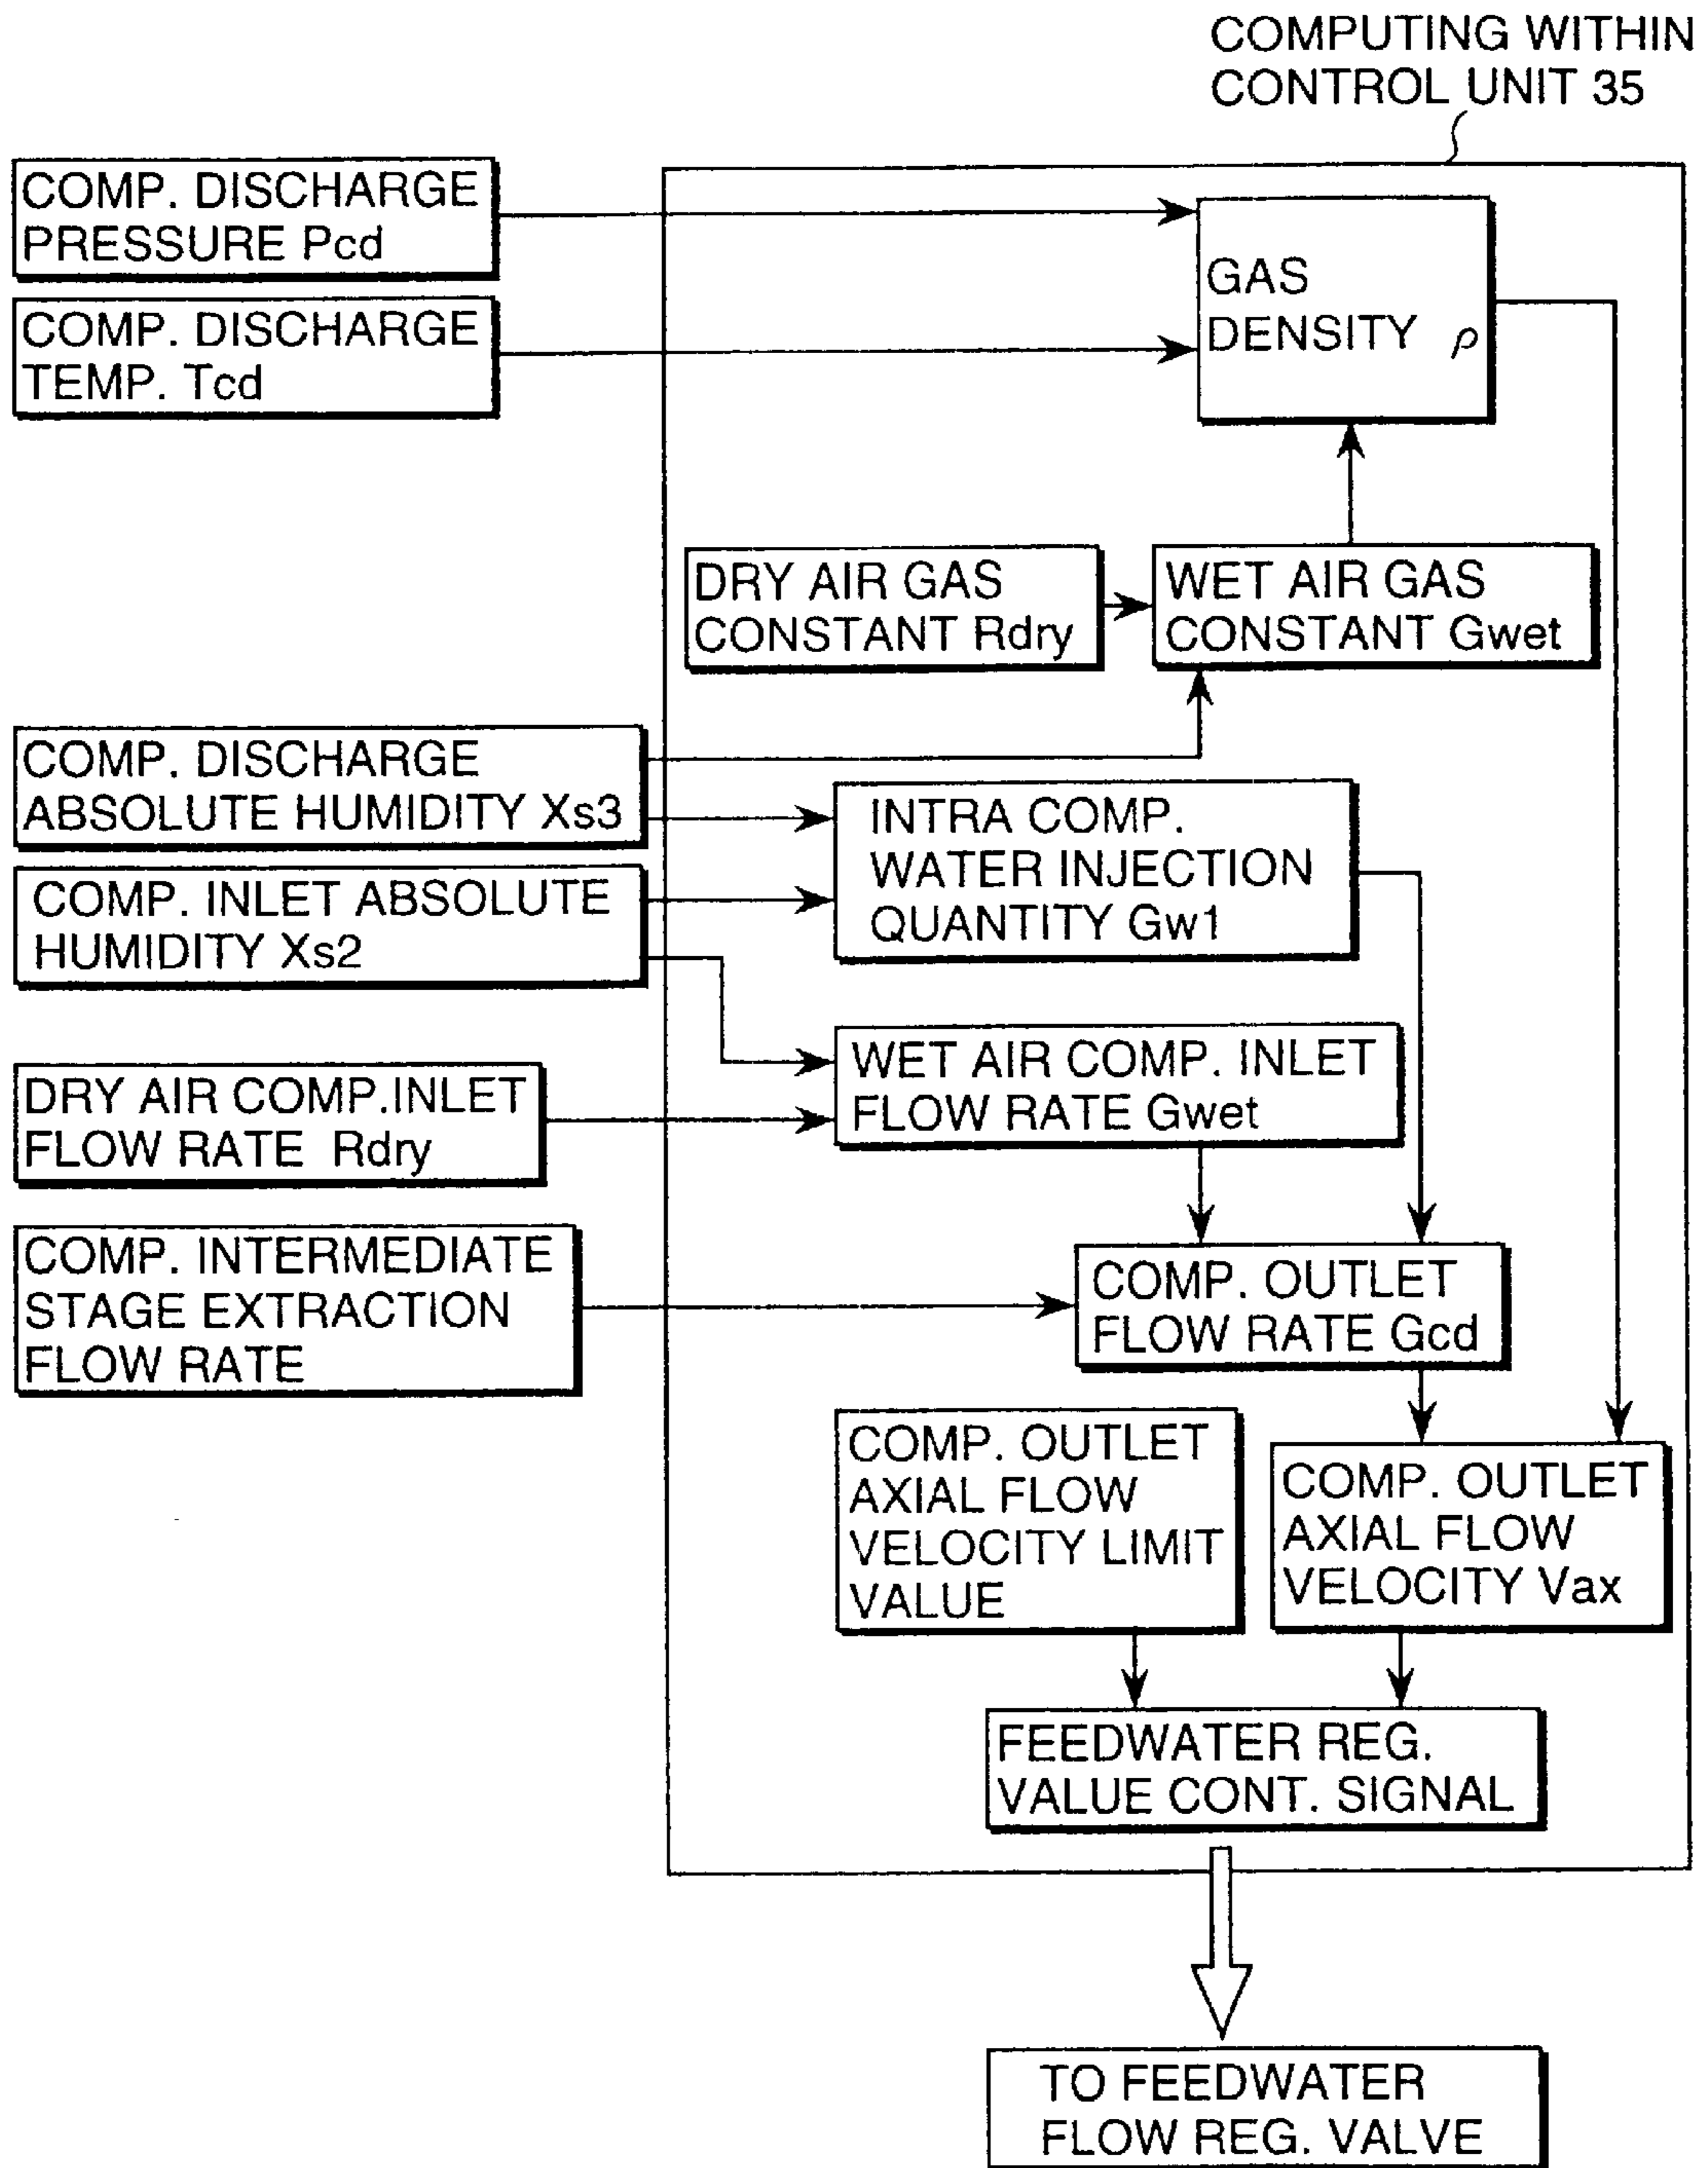 COMPUTING WITHIN
CONTROL UNIT 35
COMP. DISCHARGE
PRESSURE Pcd
COMP. DISCHARGE
TEMP. Tcd
GAS
DENSITY ρ
DRY AIR GAS
CONSTANT Rdry
WET AIR GAS
CONSTANT Gwet
COMP. DISCHARGE
ABSOLUTE HUMIDITY Xs3
COMP. INLET ABSOLUTE
HUMIDITY Xs2
INTRA COMP.
WATER INJECTION
QUANTITY Gw1
DRY AIR COMP.INLET
FLOW RATE Rdry
WET AIR COMP. INLET
FLOW RATE Gwet
COMP. INTERMEDIATE
STAGE EXTRACTION
FLOW RATE
COMP. OUTLET
FLOW RATE Gcd
COMP. OUTLET
AXIAL FLOW
VELOCITY LIMIT
VALUE
COMP. OUTLET
AXIAL FLOW
VELOCITY Vax
FEEDWATER REG.
VALUE CONT. SIGNAL
TO FEEDWATER
FLOW REG. VALVE